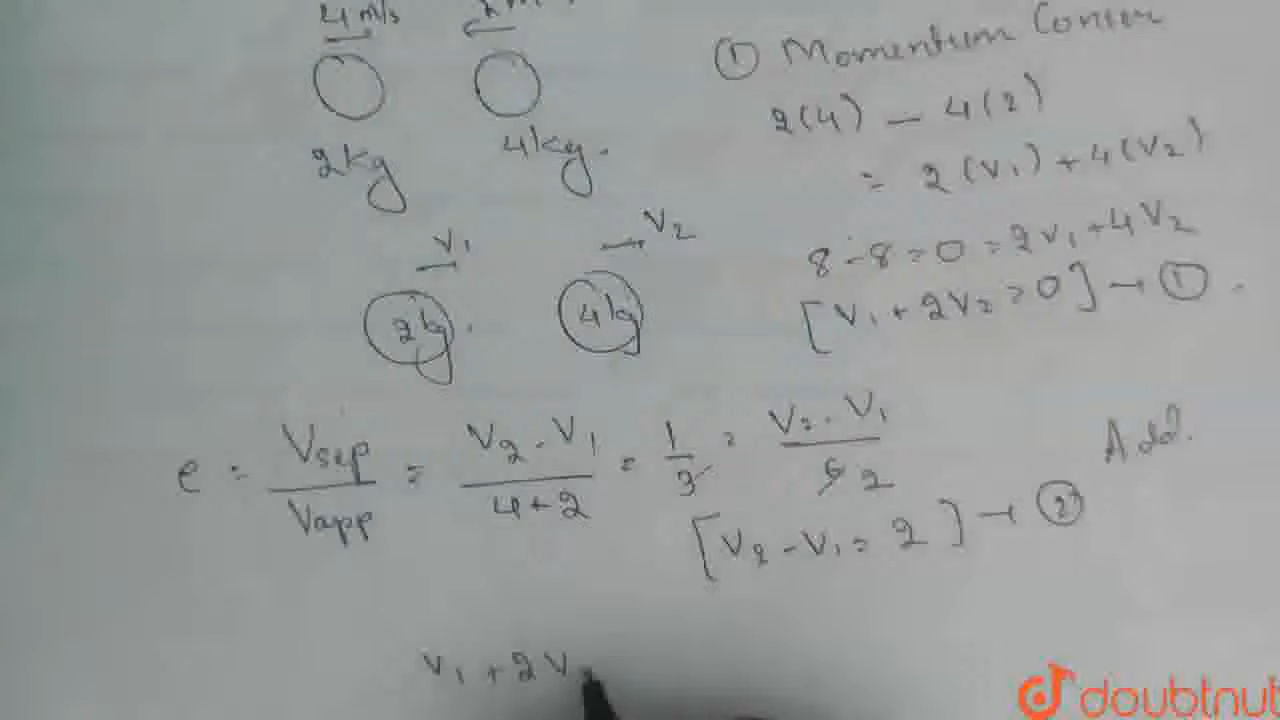 4 m/s
2kg
4kg.
V1
V2
2kg.
4kg
① Momentum Conser
2(4) - 4(2)
= 2(V1) + 4(V2)
8-8=0=2V1+4V2
[V1+2V2=0] → ①.
e = Vsep/Vapp = V2-V1/4+2 = 1/3 = V2-V1/6 2
Add.
[V2-V1=2] → ②
V1+2V
doubtnut